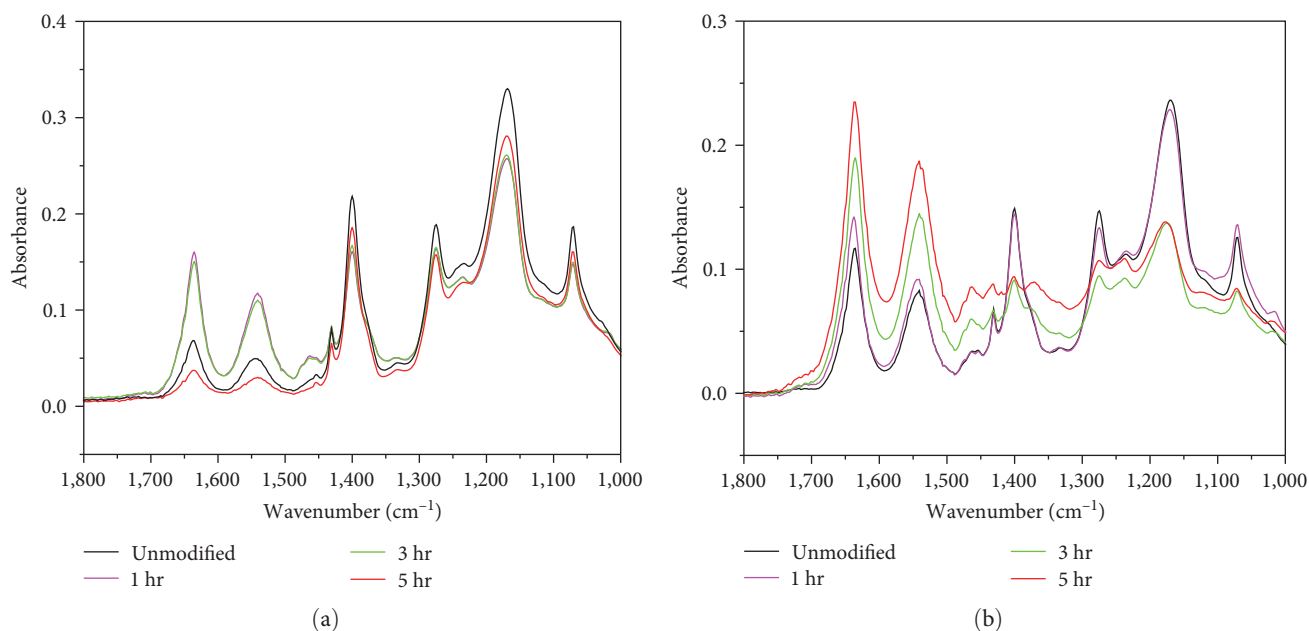 0.4
0.3
0.2
0.1
0.0
Absorbance
1,800 1,700 1,600 1,500 1,400 1,300 1,200 1,100 1,000
Wavenumber (cm⁻¹)
Unmodified 3 hr
1 hr 5 hr
(a)
0.3
0.2
0.1
0.0
Absorbance
1,800 1,700 1,600 1,500 1,400 1,300 1,200 1,100 1,000
Wavenumber (cm⁻¹)
Unmodified 3 hr
1 hr 5 hr
(b)